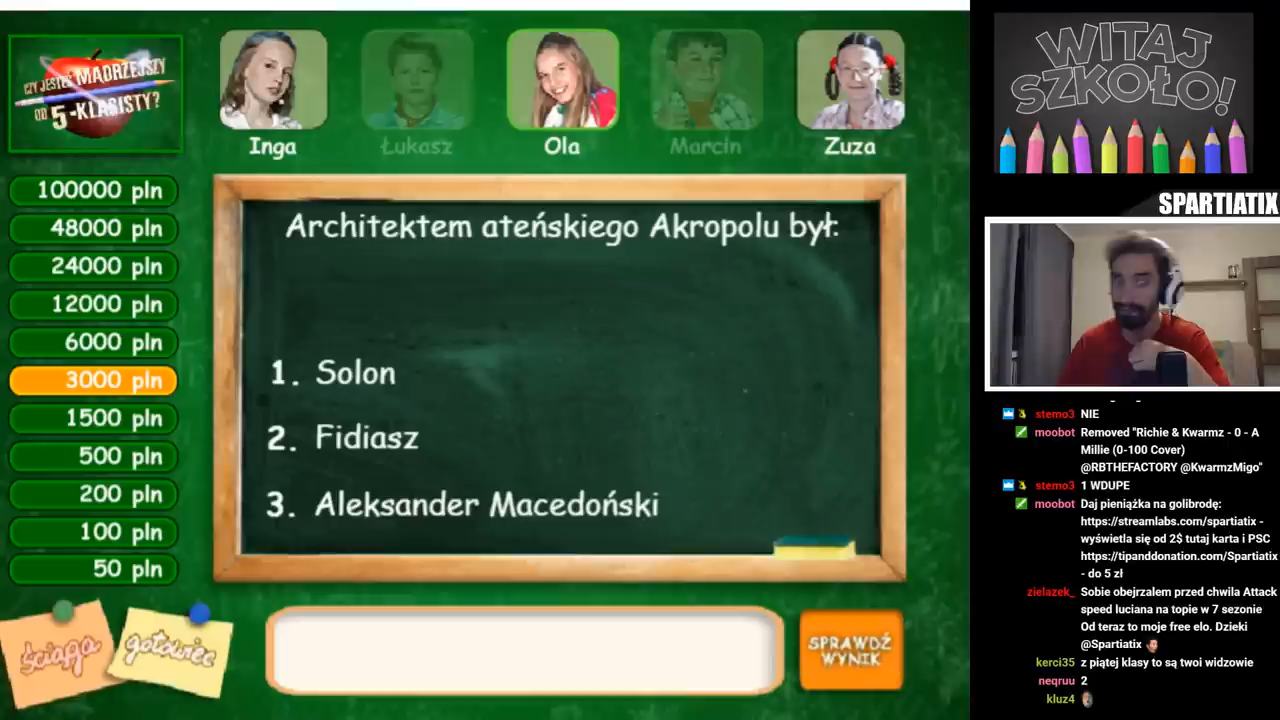 CZY JESTEŚ MĄDRZEJSZY
OD 5-KLASISTY?
Inga
Łukasz
Ola
Marcin
Zuza
100000 pln
48000 pln
24000 pln
12000 pln
6000 pln
3000 pln
1500 pln
500 pln
200 pln
100 pln
50 pln
Architektem ateńskiego Akropolu był:
1. Solon
2. Fidiasz
3. Aleksander Macedoński
ściąga
gotowiec
SPRAWDŹ
WYNIK
WITAJ
SZKOŁO!
SPARTIATIX
stemo3 NIE
moobot Removed "Richie & Kwarmz - 0 - A
Millie (0-100 Cover)
@RBTHEFACTORY @KwarmzMigo"
stemo3 1 WDUPE
moobot Daj pieniążka na golibrodę:
https://streamlabs.com/spartiatix -
wyświetla się od 2$ tutaj karta i PSC
https://tipanddonation.com/Spartiatix
- do 5 zł
zielazek_ Sobie obejrzalem przed chwila Attack
speed luciana na topie w 7 sezonie
Od teraz to moje free elo. Dzieki
@Spartiatix
kerci35 z piątej klasy to są twoi widzowie
neqruu 2
kluz4